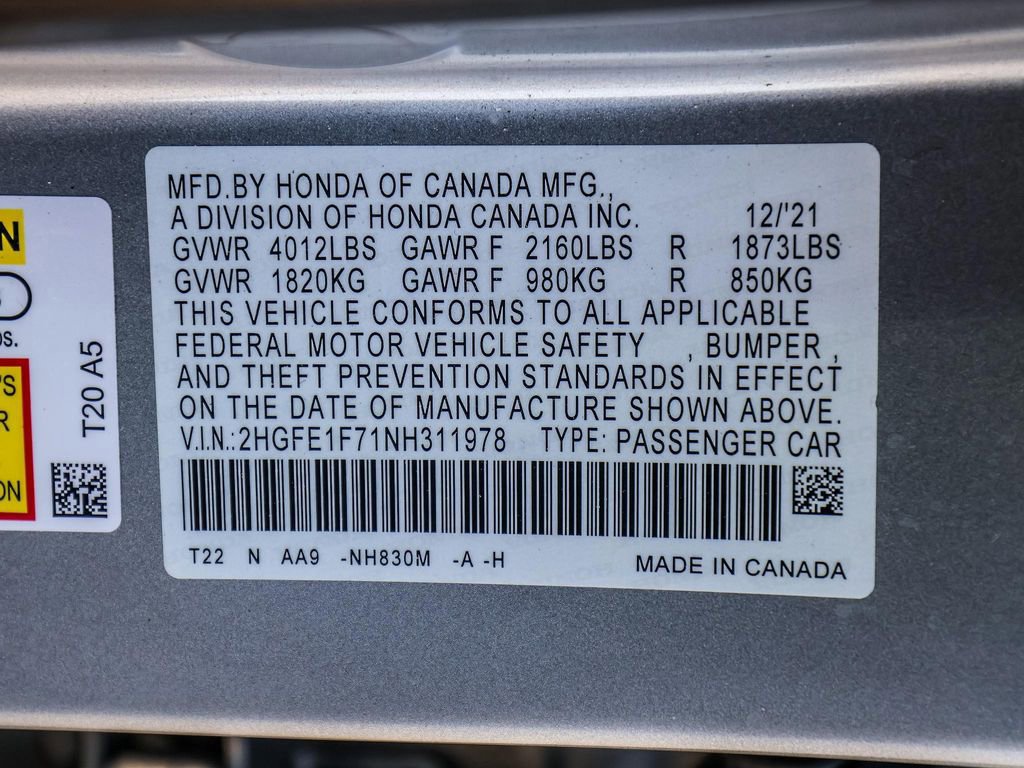 MFD.BY HONDA OF CANADA MFG.,
A DIVISION OF HONDA CANADA INC. 12/'21
GVWR 4012LBS GAWR F 2160LBS R 1873LBS
GVWR 1820KG GAWR F 980KG R 850KG
THIS VEHICLE CONFORMS TO ALL APPLICABLE
FEDERAL MOTOR VEHICLE SAFETY , BUMPER ,
AND THEFT PREVENTION STANDARDS IN EFFECT
ON THE DATE OF MANUFACTURE SHOWN ABOVE.
V.I.N.:2HGFE1F71NH311978 TYPE: PASSENGER CAR
T22 N AA9 -NH830M -A -H MADE IN CANADA
T20 A5